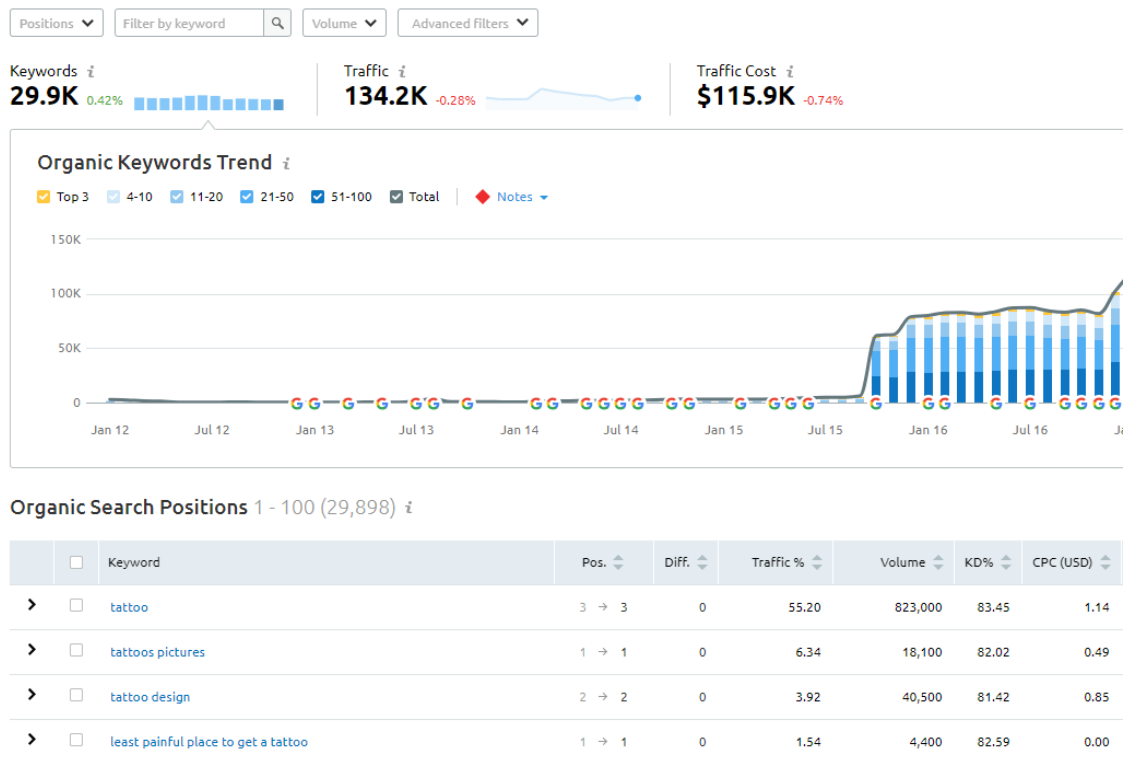 Positions Filter by keyword Volume Advanced filters
Keywords i Traffic i Traffic Cost i
29.9K 0.42% 134.2K -0.28% $115.9K -0.74%
Organic Keywords Trend i
Top 3 4-10 11-20 21-50 51-100 Total Notes
150K
100K
50K
0
Jan 12 Jul 12 Jan 13 Jul 13 Jan 14 Jul 14 Jan 15 Jul 15 Jan 16 Jul 16
Organic Search Positions 1 - 100 (29,898) i
Keyword Pos. Diff. Traffic % Volume KD% CPC (USD)
tattoo 3 → 3 0 55.20 823,000 83.45 1.14
tattoos pictures 1 → 1 0 6.34 18,100 82.02 0.49
tattoo design 2 → 2 0 3.92 40,500 81.42 0.85
least painful place to get a tattoo 1 → 1 0 1.54 4,400 82.59 0.00